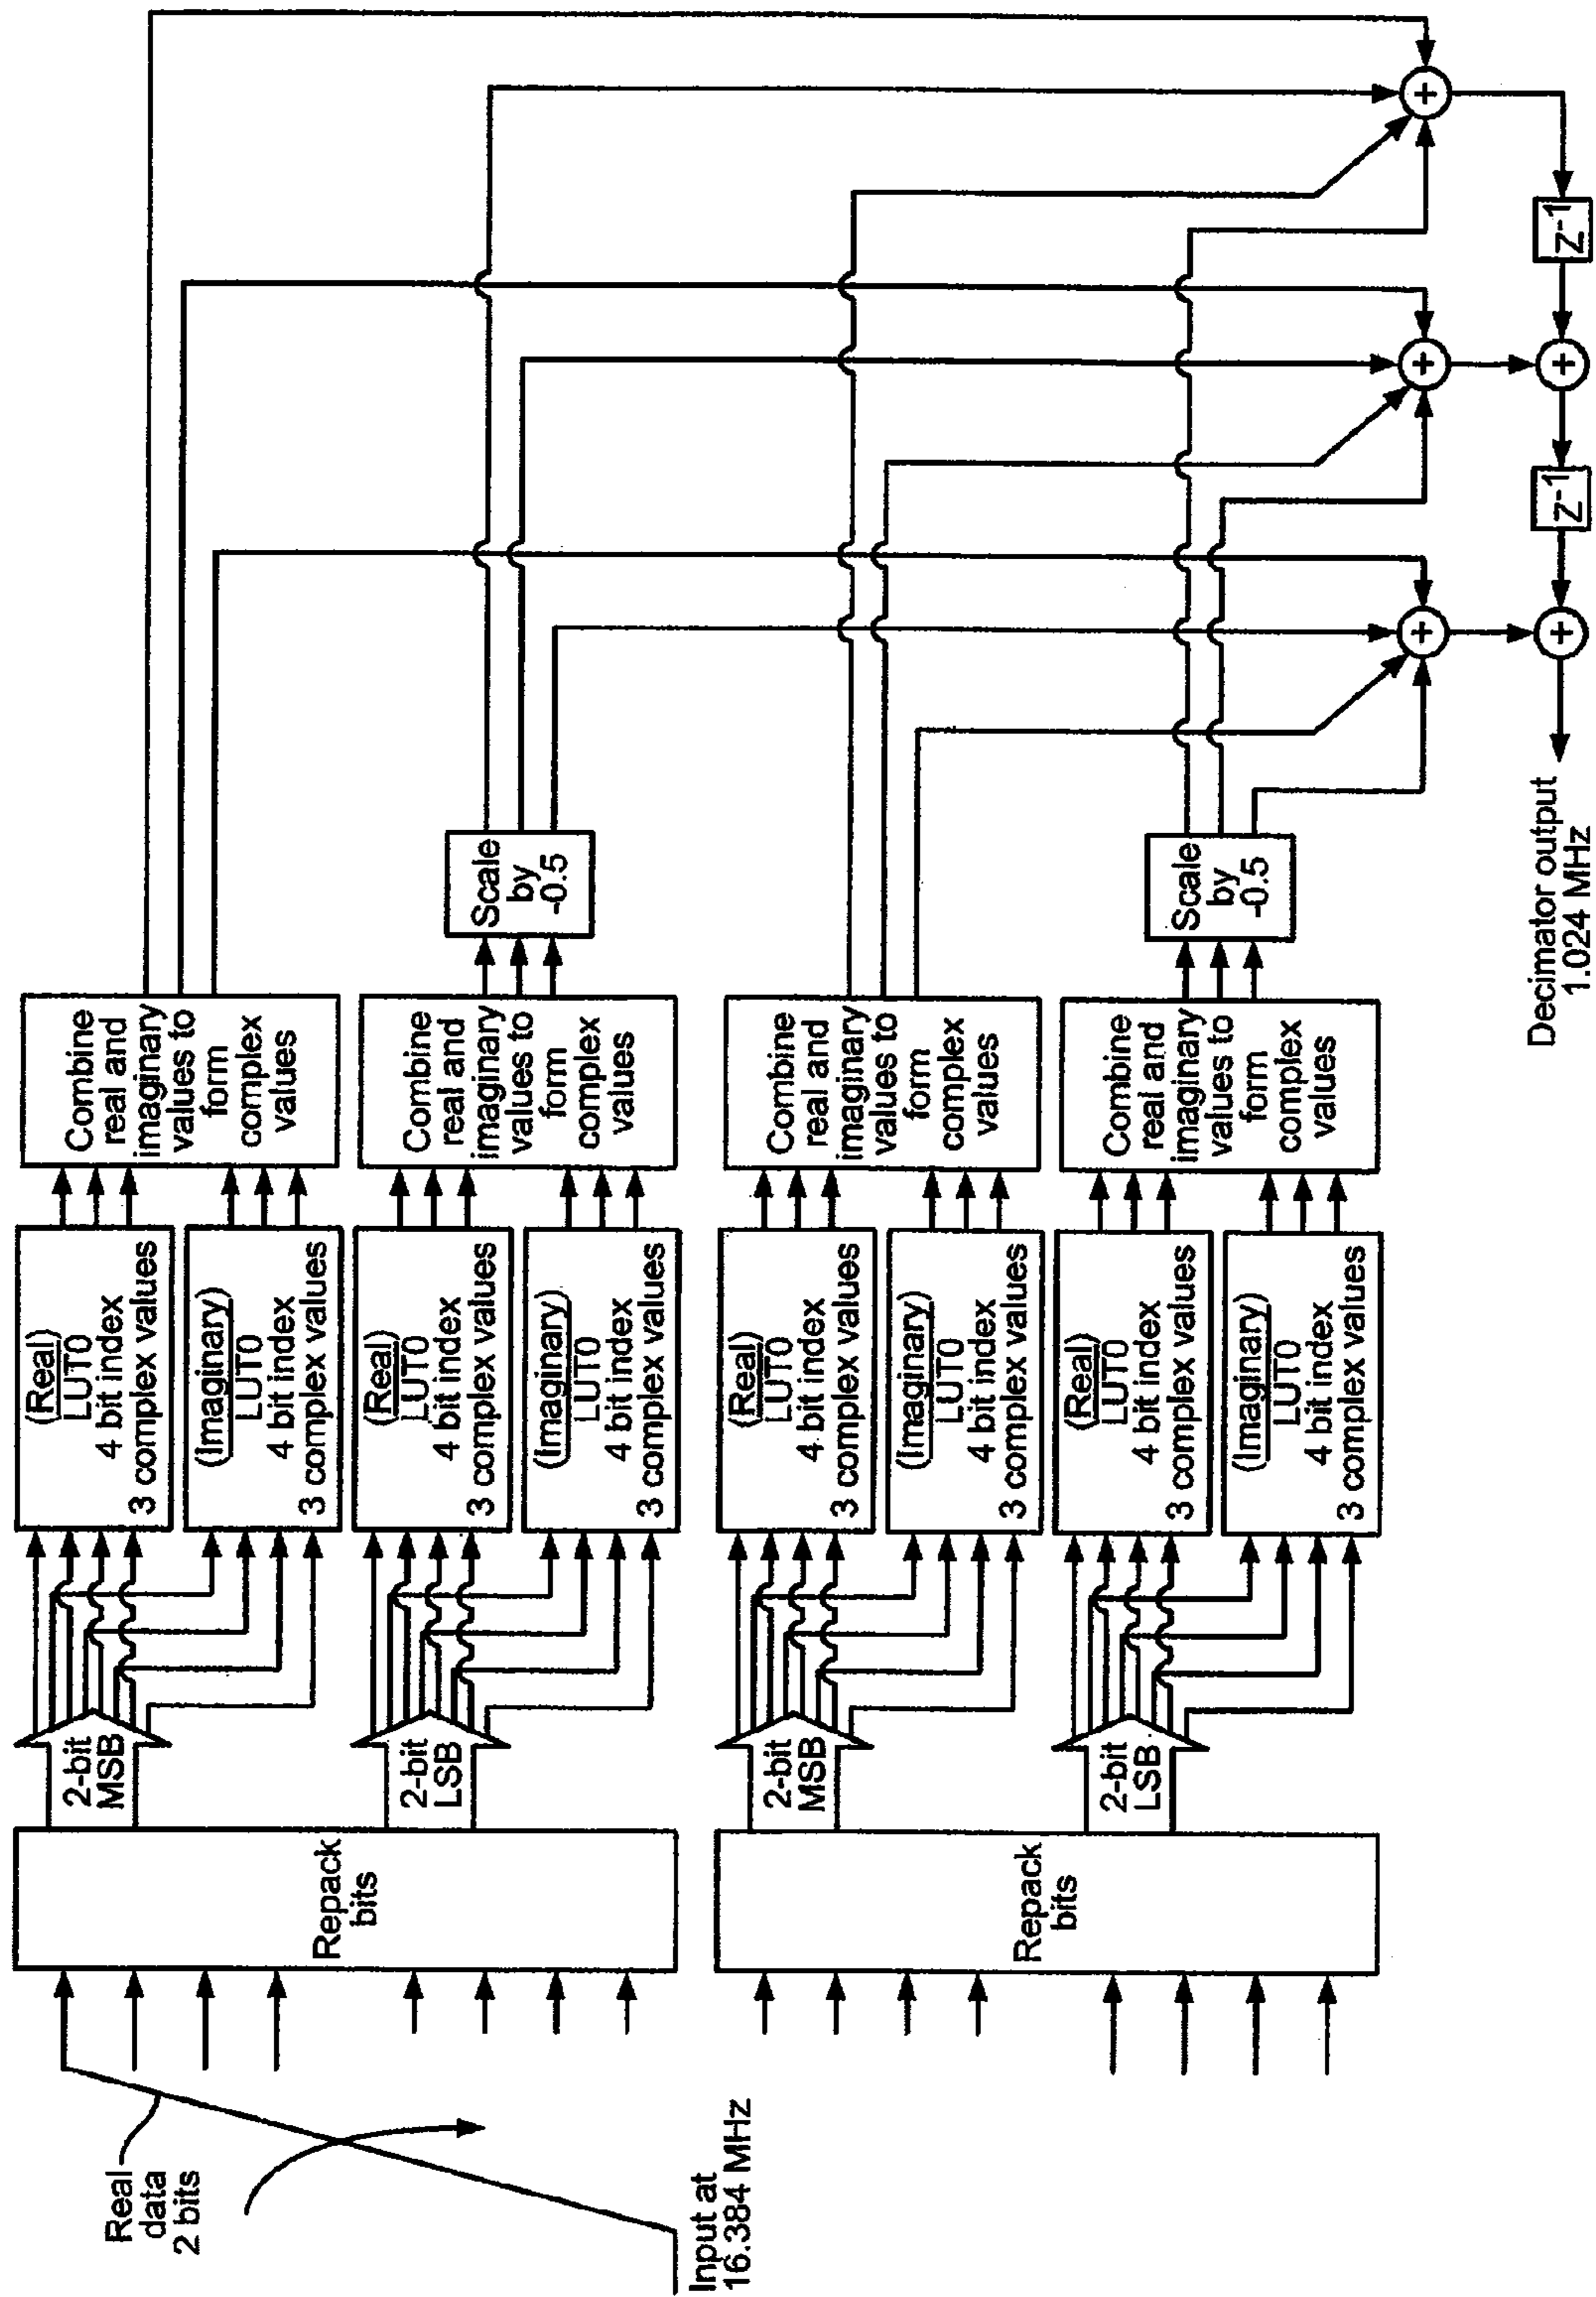 Real
data
2 bits
Input at
16.384 MHz
Repack
bits
Repack
bits
2-bit
MSB
2-bit
LSB
2-bit
MSB
2-bit
LSB
(Real)
LUT0
4 bit index
3 complex values
(Imaginary)
LUT0
4 bit index
3 complex values
(Real)
LUT0
4 bit index
3 complex values
(Imaginary)
LUT0
4 bit index
3 complex values
(Real)
LUT0
4 bit index
3 complex values
(Imaginary)
LUT0
4 bit index
3 complex values
(Real)
LUT0
4 bit index
3 complex values
(Imaginary)
LUT0
4 bit index
3 complex values
Combine
real and
imaginary
values to
form
complex
values
Combine
real and
imaginary
values to
form
complex
values
Combine
real and
imaginary
values to
form
complex
values
Combine
real and
imaginary
values to
form
complex
values
Scale
by
-0.5
Scale
by
-0.5
+
+
+
z-1
+
z-1
+
Decimator output
1.024 MHz